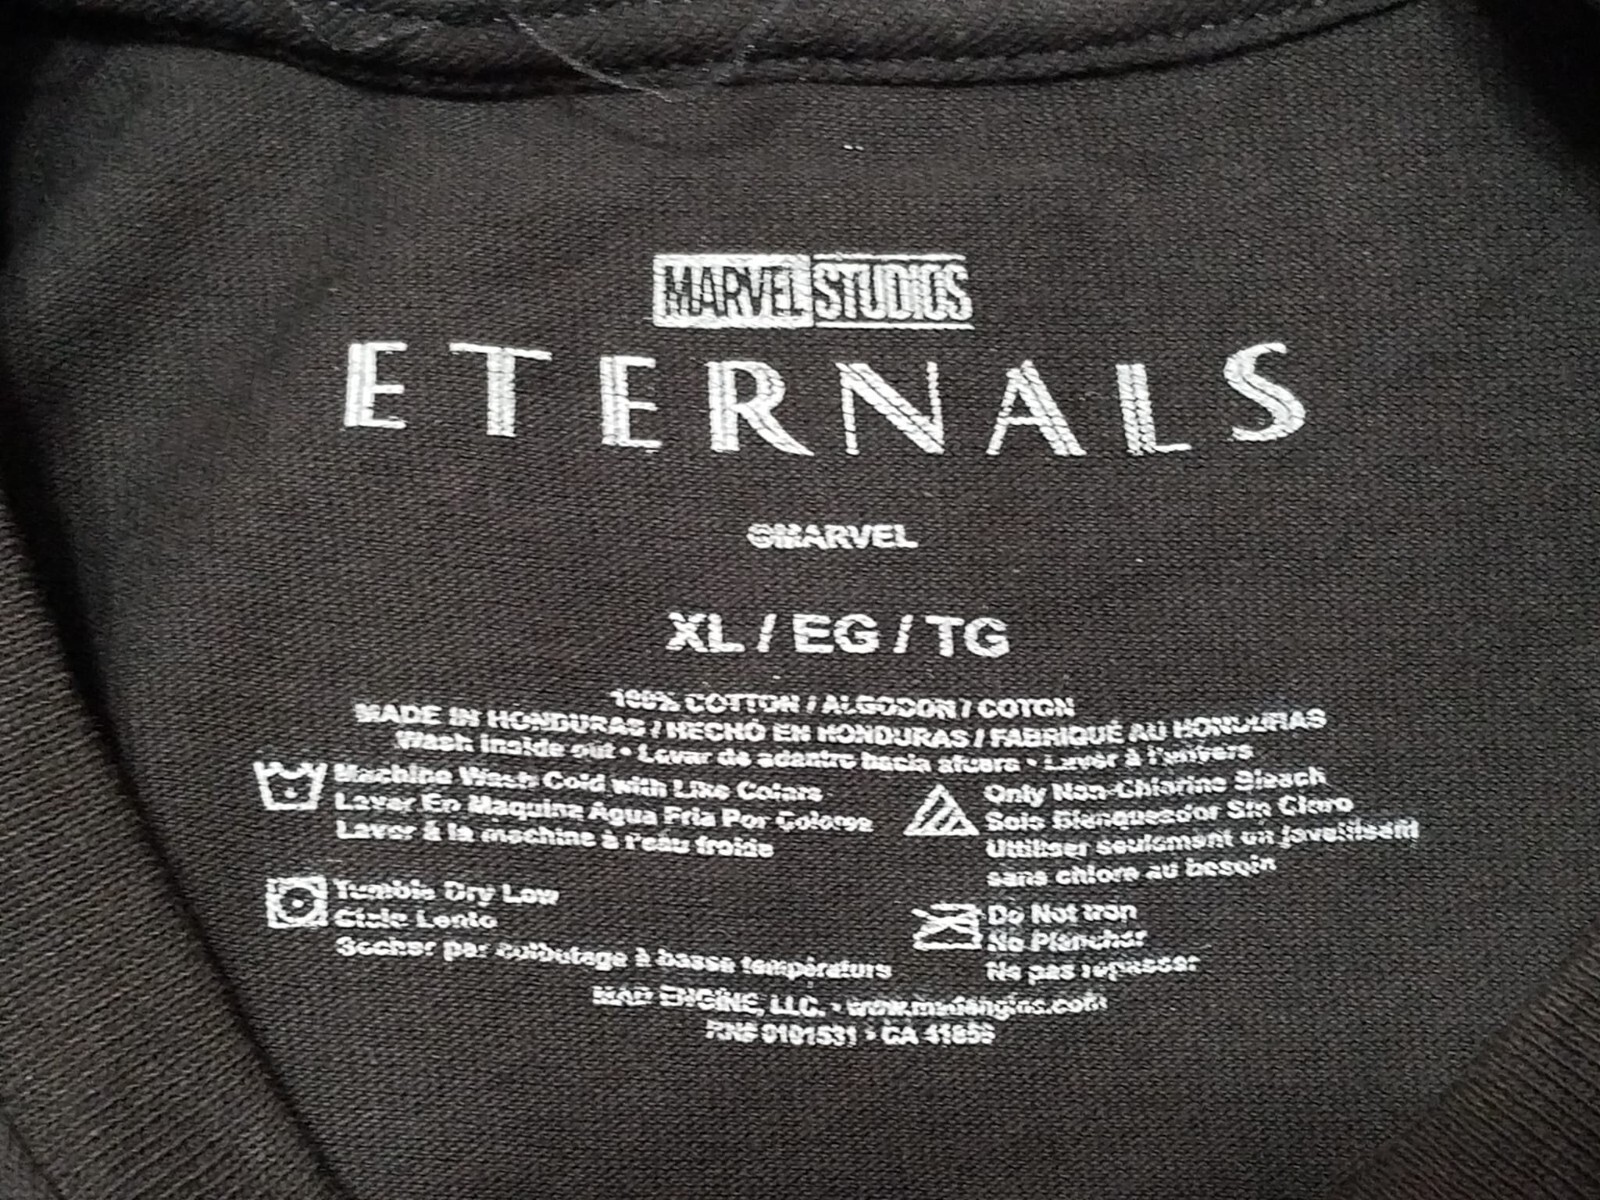 MARVEL STUDIOS
ETERNALS
©MARVEL
XL / EG / TG
100% COTTON / ALGODON / COTON
MADE IN HONDURAS / HECHO EN HONDURAS / FABRIQUÉ AU HONDURAS
Wash inside out • Lavar de adentro hacia afuera • Laver à l'envers
Machine Wash Cold with Like Colors
Lavar En Maquina Agua Fria Por Colores
Laver à la machine à l'eau froide
Only Non-Chlorine Bleach
Solo Blanqueador Sin Cloro
Utiliser seulement un javellisant
sans chlore au besoin
Tumble Dry Low
Ciclo Lento
Sécher par culbutage à basse température
Do Not Iron
No Planchar
Ne pas repasser
MAD ENGINE, LLC. • www.madengine.com
RN# 0101531 • CA 41856